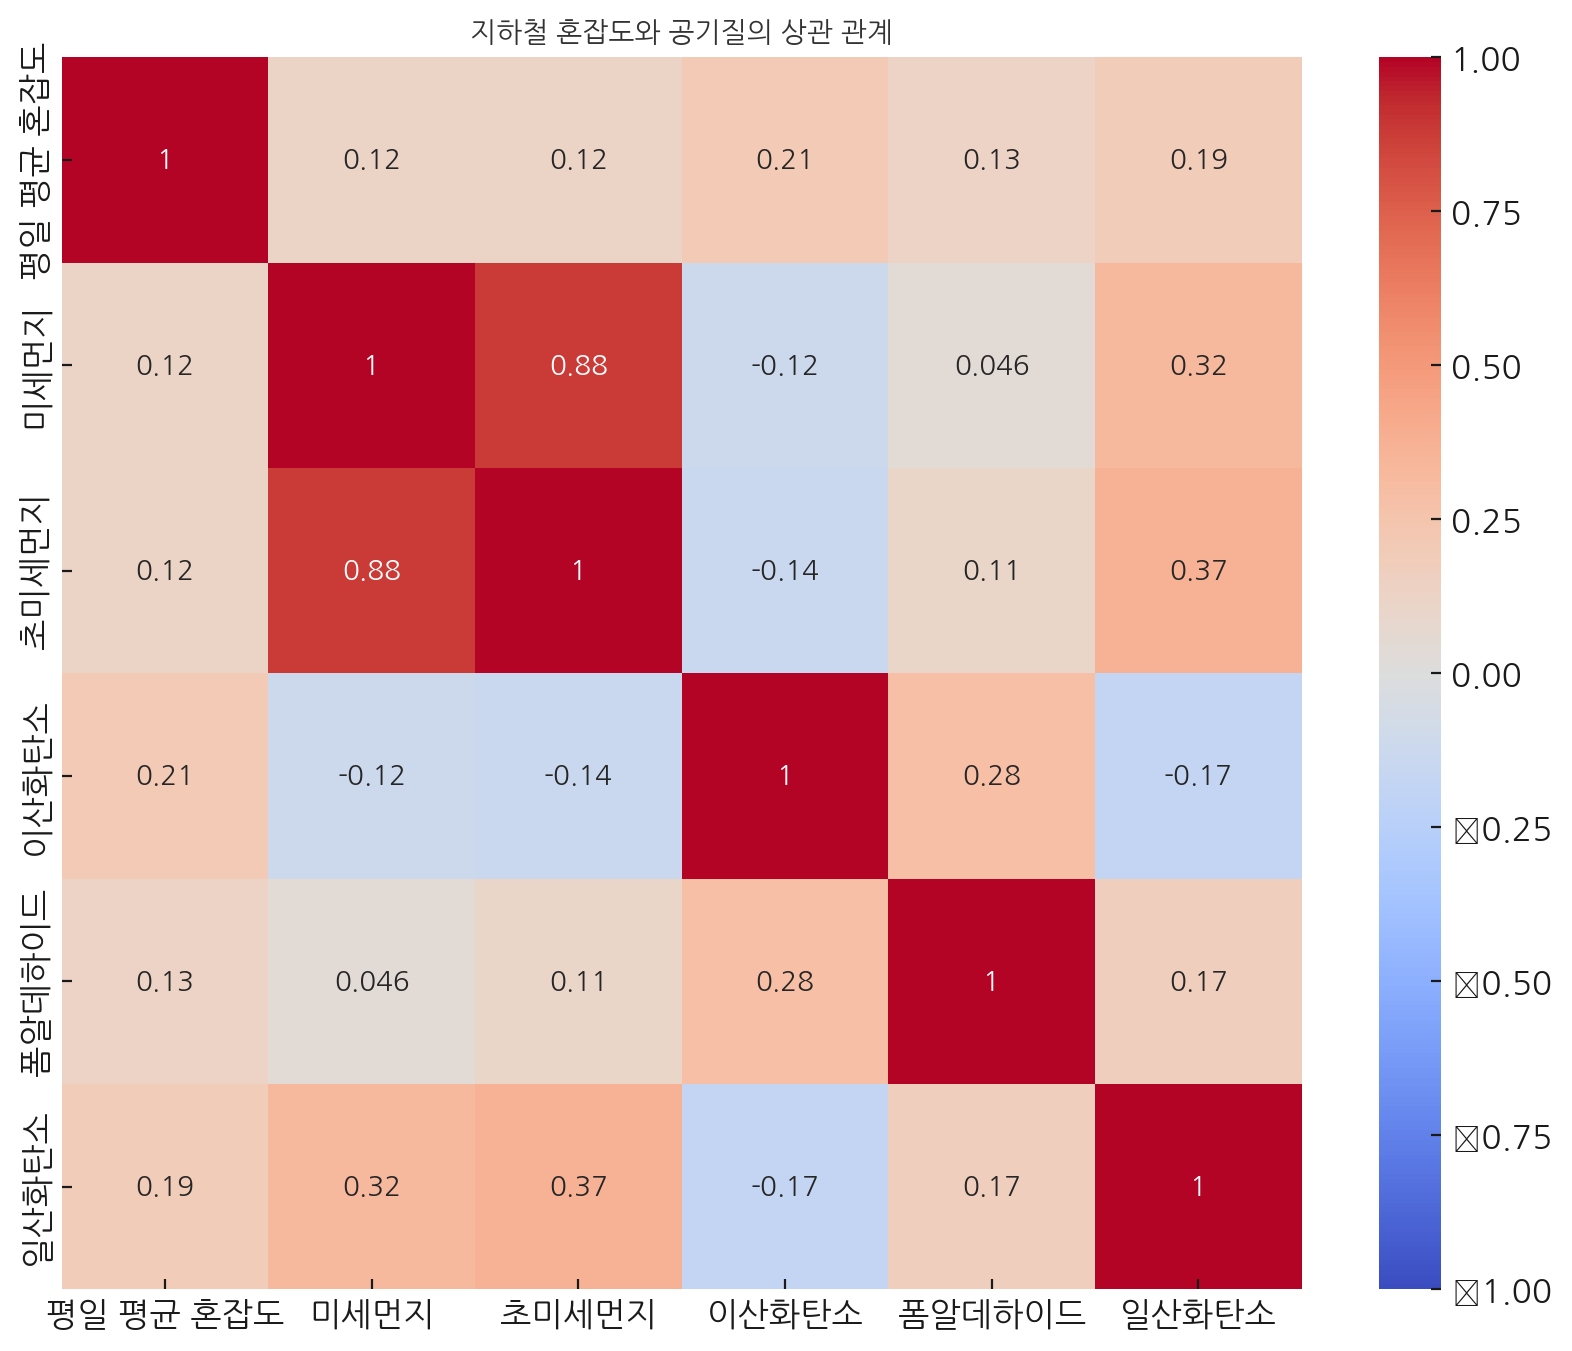 지하철 혼잡도와 공기질의 상관 관계
평일 평균 혼잡도
1 0.12 0.12 0.21 0.13 0.19
미세먼지
0.12 1 0.88 -0.12 0.046 0.32
초미세먼지
0.12 0.88 1 -0.14 0.11 0.37
이산화탄소
0.21 -0.12 -0.14 1 0.28 -0.17
폼알데하이드
0.13 0.046 0.11 0.28 1 0.17
일산화탄소
0.19 0.32 0.37 -0.17 0.17 1
평일 평균 혼잡도 미세먼지 초미세먼지 이산화탄소 폼알데하이드 일산화탄소
1.00
0.75
0.50
0.25
0.00
0.25
0.50
0.75
1.00